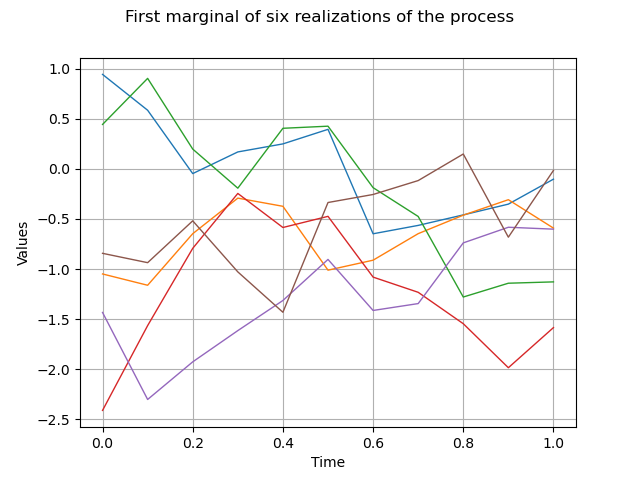 First marginal of six realizations of the process
1.0
0.5
0.0
−0.5
−1.0
−1.5
−2.0
−2.5
Values
0.0 0.2 0.4 0.6 0.8 1.0
Time